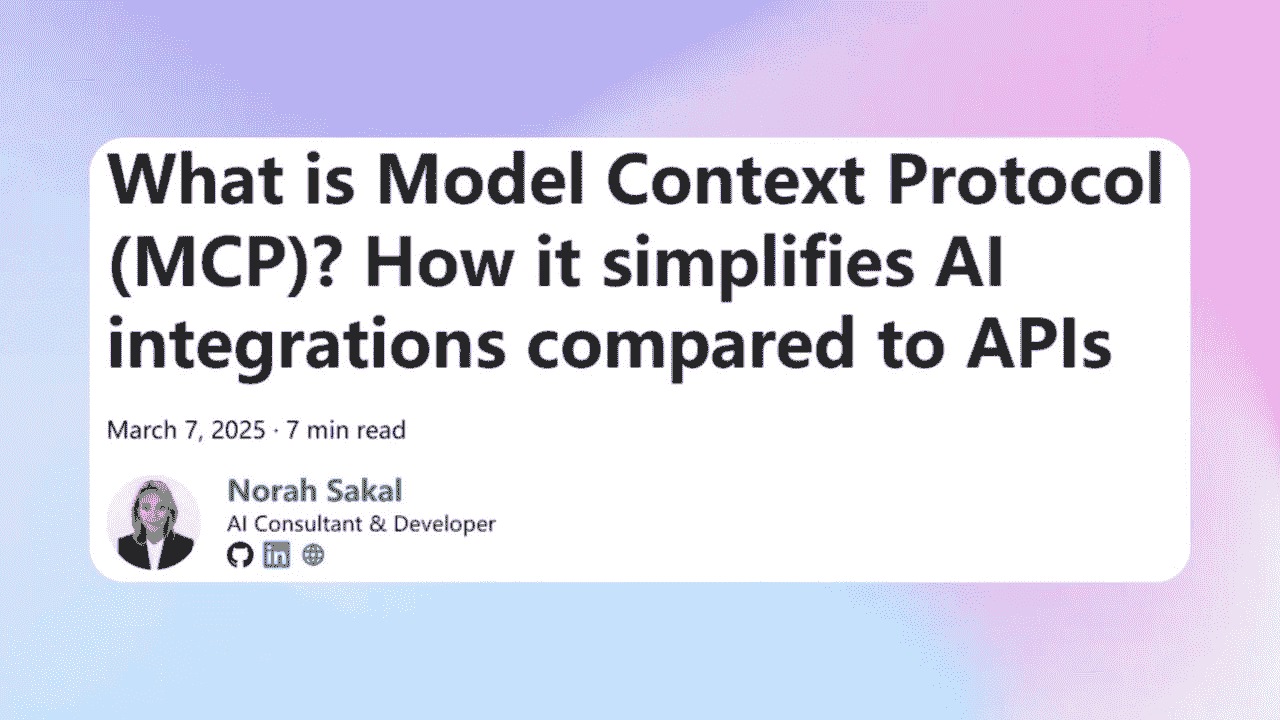 What is Model Context Protocol
(MCP)? How it simplifies AI
integrations compared to APIs
March 7, 2025 · 7 min read
Norah Sakal
AI Consultant & Developer
in